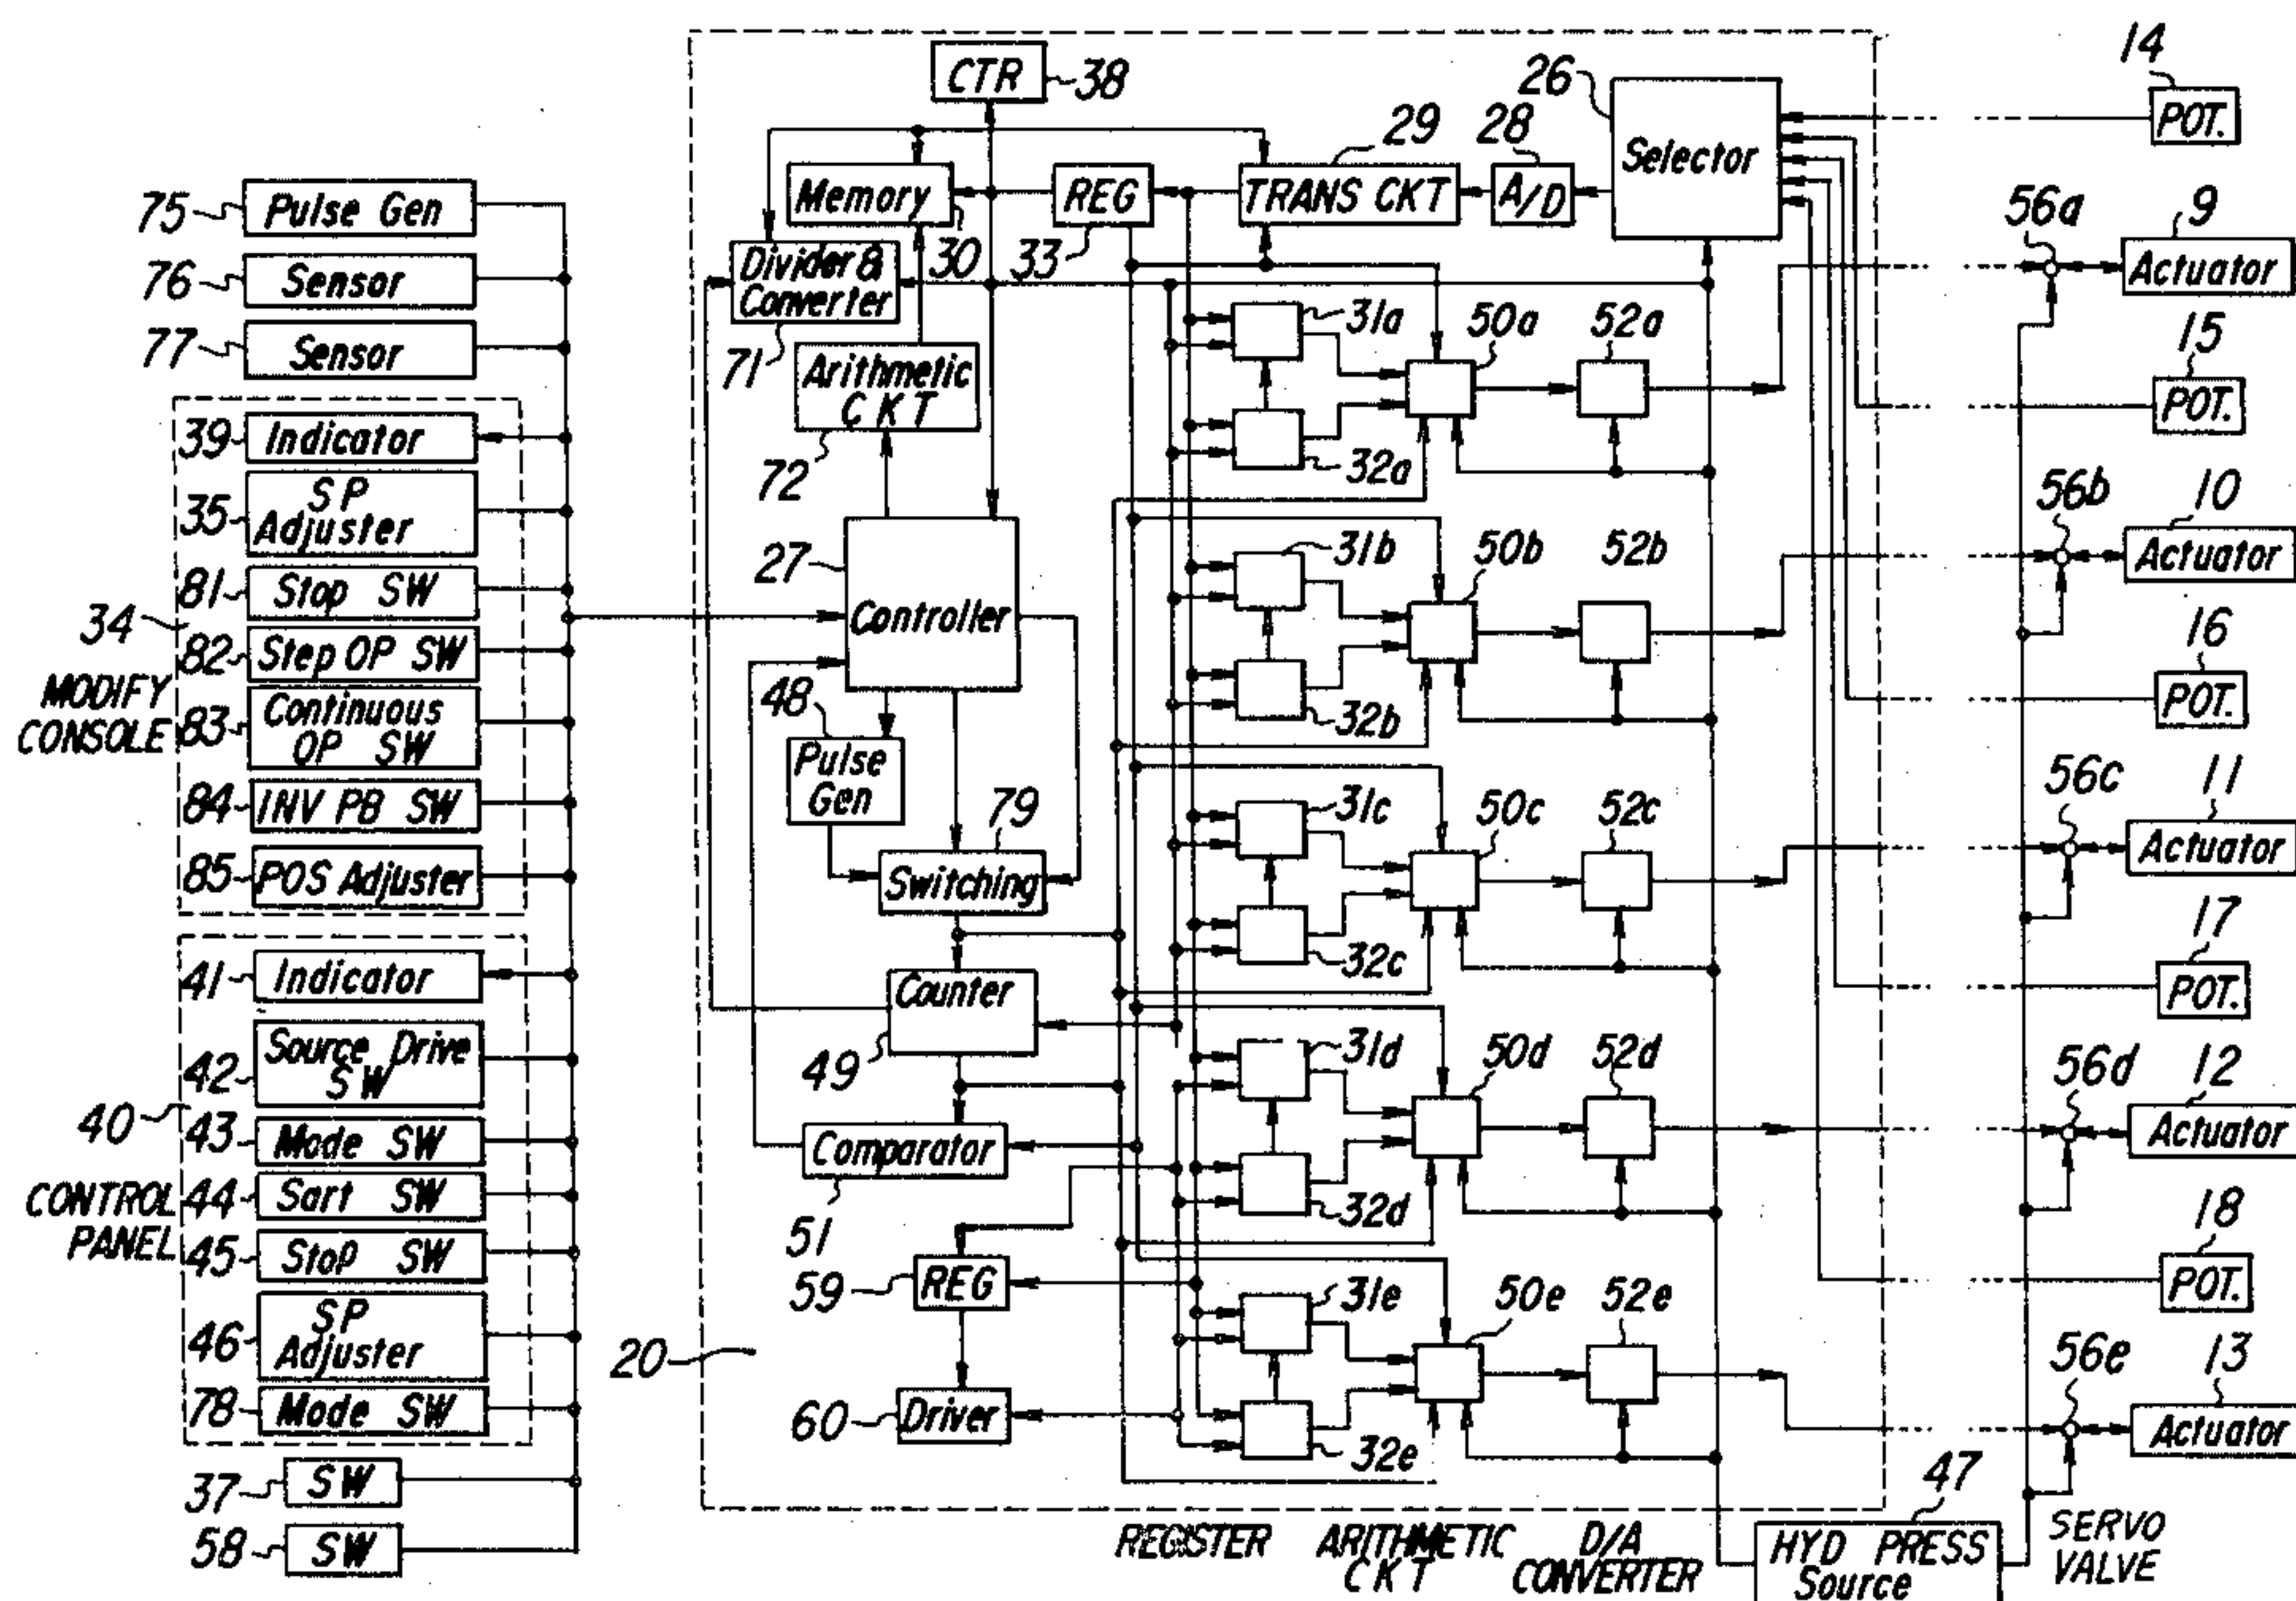 75 Pulse Gen
76 Sensor
77 Sensor
39 Indicator
35 SP
Adjuster
81 Stop SW
34
82 Step OP SW
MODIFY
CONSOLE
83 Continuous
OP SW
84 INV PB SW
85 POS Adjuster
41 Indicator
42 Source Drive
SW
40
43 Mode SW
CONTROL
PANEL
44 Sart SW
45 Stop SW
46 SP
Adjuster
78 Mode SW
37 SW
58 SW
20
CTR 38
Memory 30
REG 33
TRANS CKT 29
A/D 28
Selector 26
Divider &
Converter
71
Arithmetic
CKT
72
27 Controller
48
Pulse
Gen
79
Switching
Counter
49
Comparator
51
59 REG
60 Driver
31a 50a 52a
32a
31b 50b 52b
32b
31c 50c 52c
32c
31d 50d 52d
32d
31e 50e 52e
32e
REGISTER
ARITHMETIC
CKT
D/A
CONVERTER
14
POT.
56a 9
Actuator
15
POT.
56b 10
Actuator
16
POT.
56c 11
Actuator
17
POT.
56d 12
Actuator
18
POT.
56e 13
Actuator
47
HYD PRESS
Source
SERVO
VALVE